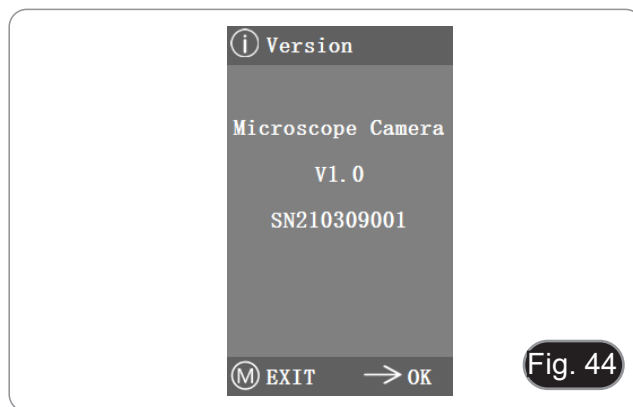 i Version
Microscope Camera
V1.0
SN210309001
M EXIT → OK
Fig. 44